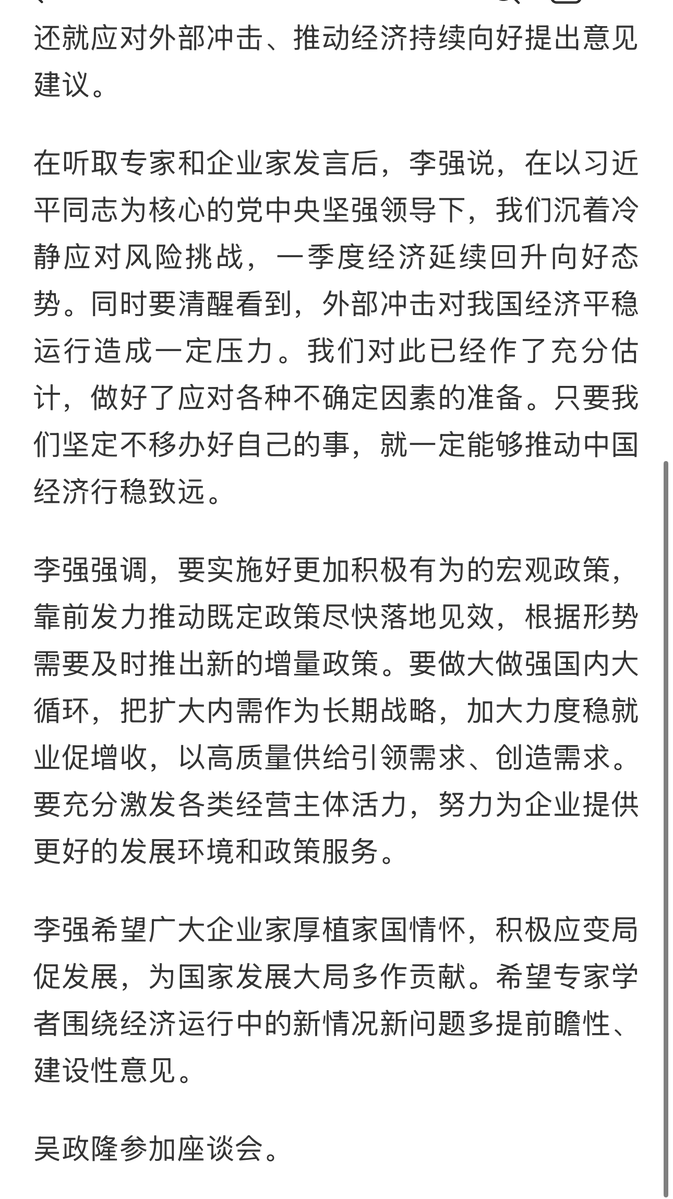 还就应对外部冲击、推动经济持续向好提出意见
建议。
在听取专家和企业家发言后，李强说，在以习近
平同志为核心的党中央坚强领导下，我们沉着冷
静应对风险挑战，一季度经济延续回升向好态
势。同时要清醒看到，外部冲击对我国经济平稳
运行造成一定压力。我们对此已经作了充分估
计，做好了应对各种不确定因素的准备。只要我
们坚定不移办好自己的事，就一定能够推动中国
经济行稳致远。
李强强调，要实施好更加积极有为的宏观政策，
靠前发力推动既定政策尽快落地见效，根据形势
需要及时推出新的增量政策。要做大做强国内大
循环，把扩大内需作为长期战略，加大力度稳就
业促增收，以高质量供给引领需求、创造需求。
要充分激发各类经营主体活力，努力为企业提供
更好的发展环境和政策服务。
李强希望广大企业家厚植家国情怀，积极应变局
促发展，为国家发展大局多作贡献。希望专家学
者围绕经济运行中的新情况新问题多提前瞻性、
建设性意见。
吴政隆参加座谈会。